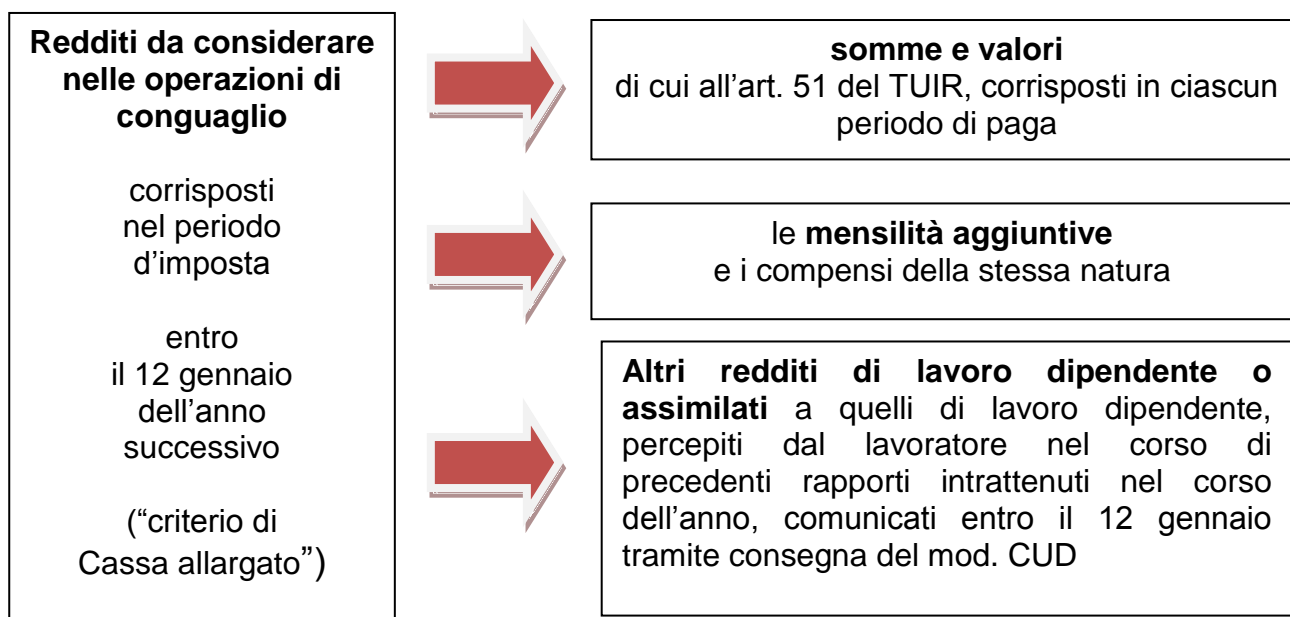 Redditi da considerare
nelle operazioni di
conguaglio
corrisposti
nel periodo
d’imposta
entro
il 12 gennaio
dell’anno
successivo
(“criterio di
Cassa allargato”)
somme e valori
di cui all’art. 51 del TUIR, corrisposti in ciascun
periodo di paga
le mensilità aggiuntive
e i compensi della stessa natura
Altri redditi di lavoro dipendente o
assimilati a quelli di lavoro dipendente,
percepiti dal lavoratore nel corso di
precedenti rapporti intrattenuti nel corso
dell’anno, comunicati entro il 12 gennaio
tramite consegna del mod. CUD